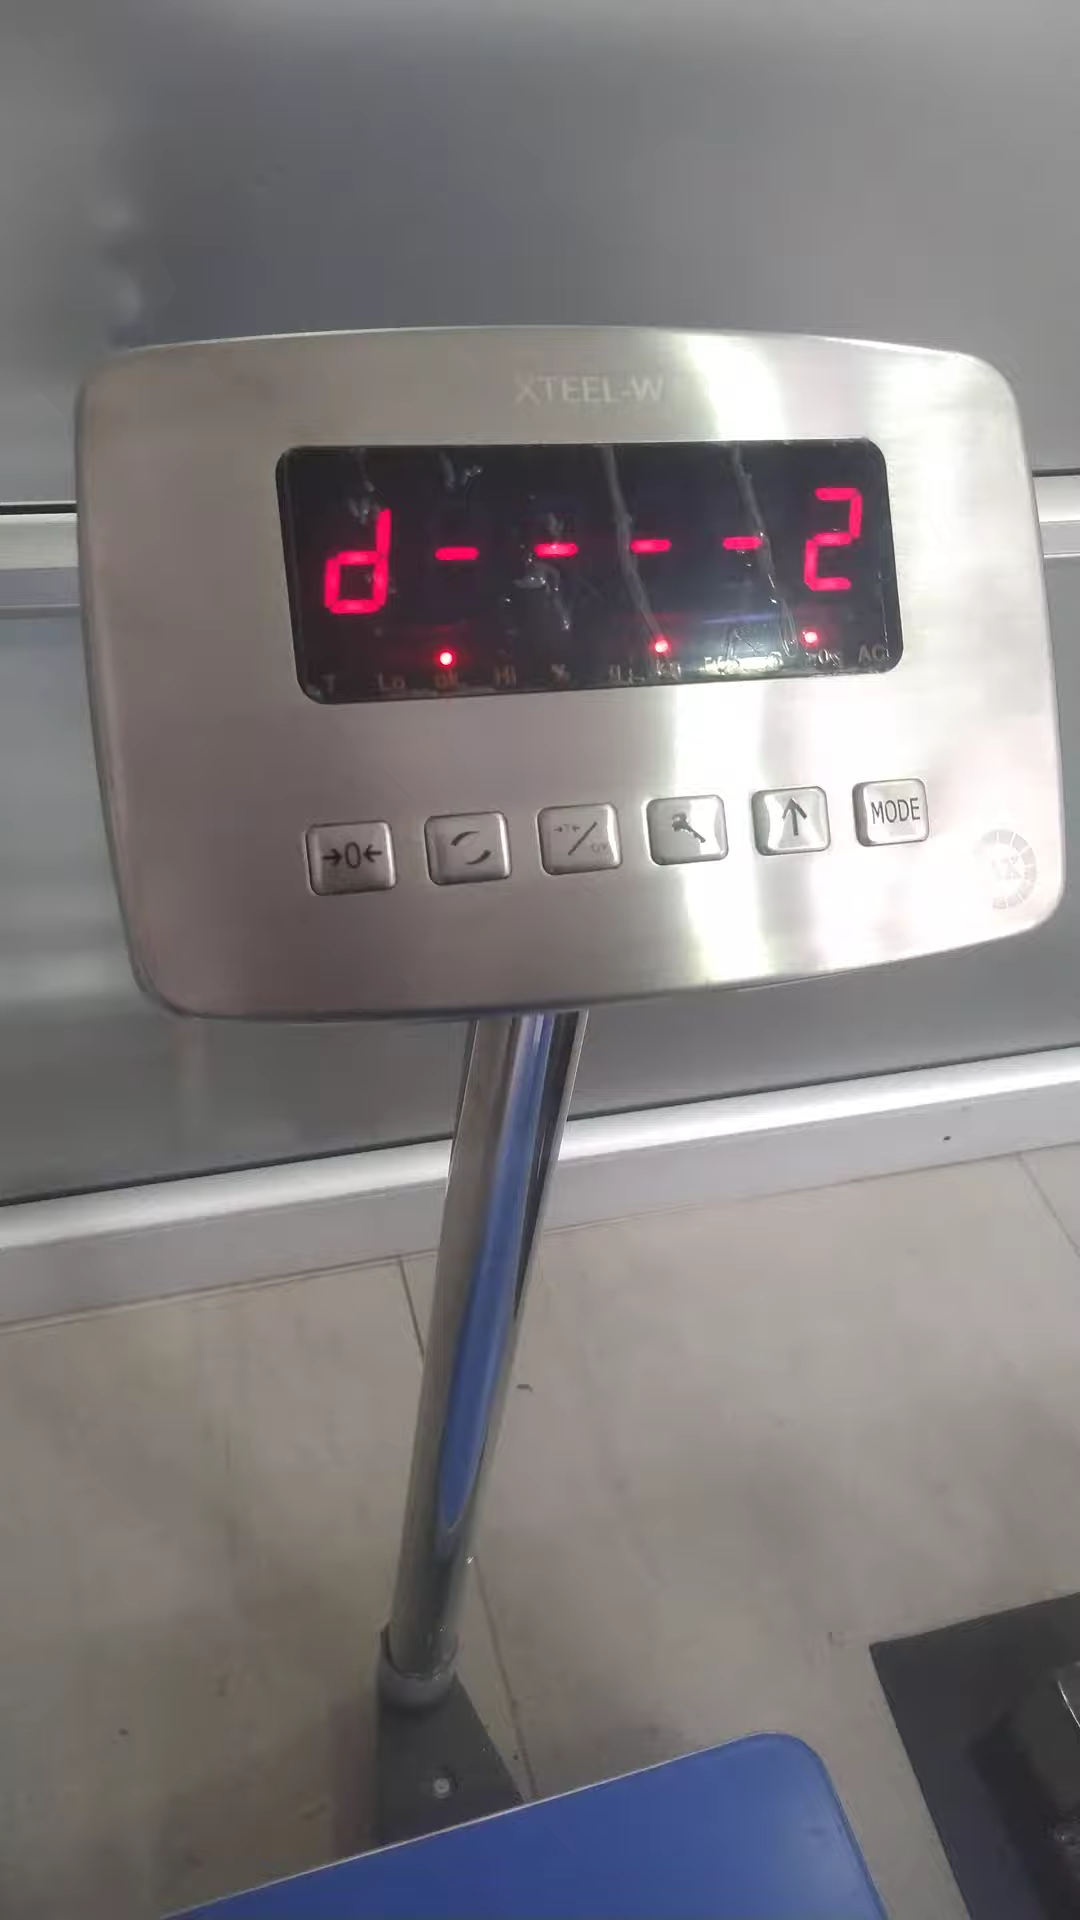 XTEEL-W
d----2
T Lo ok Hi % kg AC
→0← →T← MODE